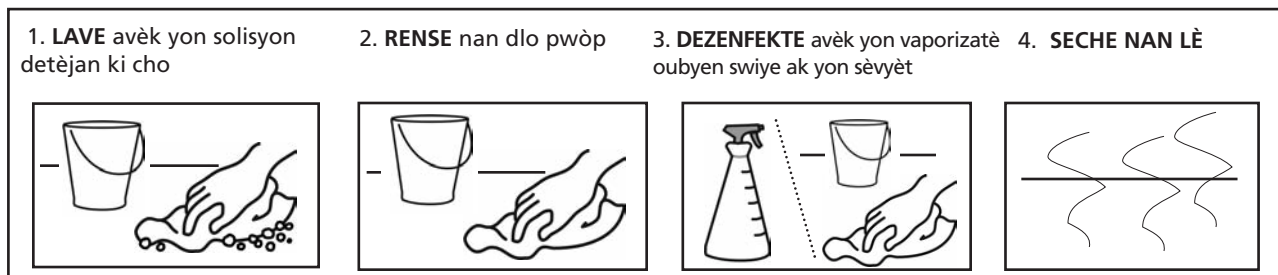 1. LAVE avèk yon solisyon
detèjan ki cho
2. RENSE nan dlo pwòp
3. DEZENFEKTE avèk yon vaporizatè
oubyen swiye ak yon sèvyèt
4. SECHE NAN LÈ